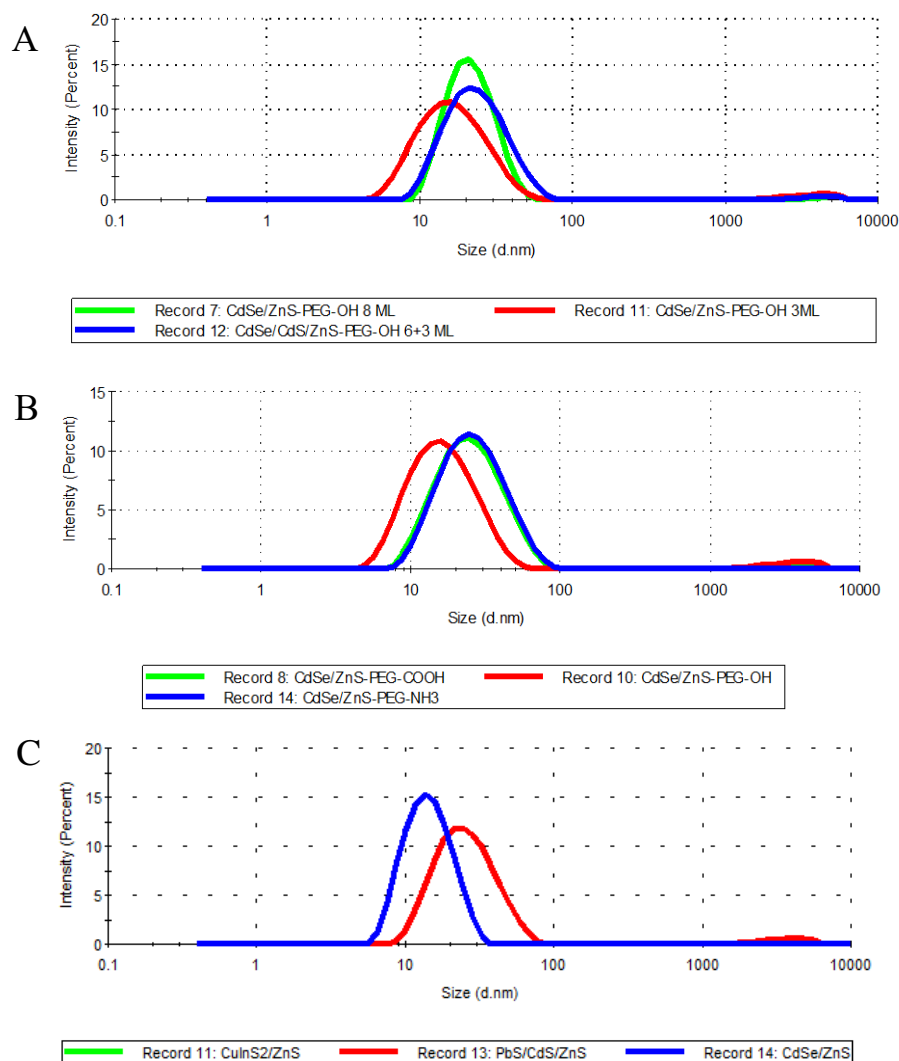 A
20
15
10
5
0
Intensity (Percent)
0.1 1 10 100 1000 10000
Size (d.nm)
Record 7: CdSe/ZnS-PEG-OH 8 ML Record 11: CdSe/ZnS-PEG-OH 3ML
Record 12: CdSe/CdS/ZnS-PEG-OH 6+3 ML
B
15
10
5
0
Intensity (Percent)
0.1 1 10 100 1000 10000
Size (d.nm)
Record 8: CdSe/ZnS-PEG-COOH Record 10: CdSe/ZnS-PEG-OH
Record 14: CdSe/ZnS-PEG-NH3
C
20
15
10
5
0
Intensity (Percent)
0.1 1 10 100 1000 10000
Size (d.nm)
Record 11: CuInS2/ZnS Record 13: PbS/CdS/ZnS Record 14: CdSe/ZnS